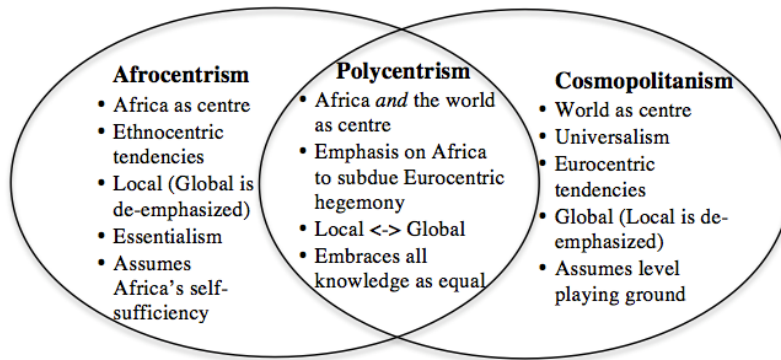 Afrocentrism
• Africa as centre
• Ethnocentric
tendencies
• Local (Global is
de-emphasized)
• Essentialism
• Assumes
Africa’s self-
sufficiency
Polycentrism
• Africa and the world
as centre
• Emphasis on Africa
to subdue Eurocentric
hegemony
• Local <-> Global
• Embraces all
knowledge as equal
Cosmopolitanism
• World as centre
• Universalism
• Eurocentric
tendencies
• Global (Local is de-
emphasized)
• Assumes level
playing ground